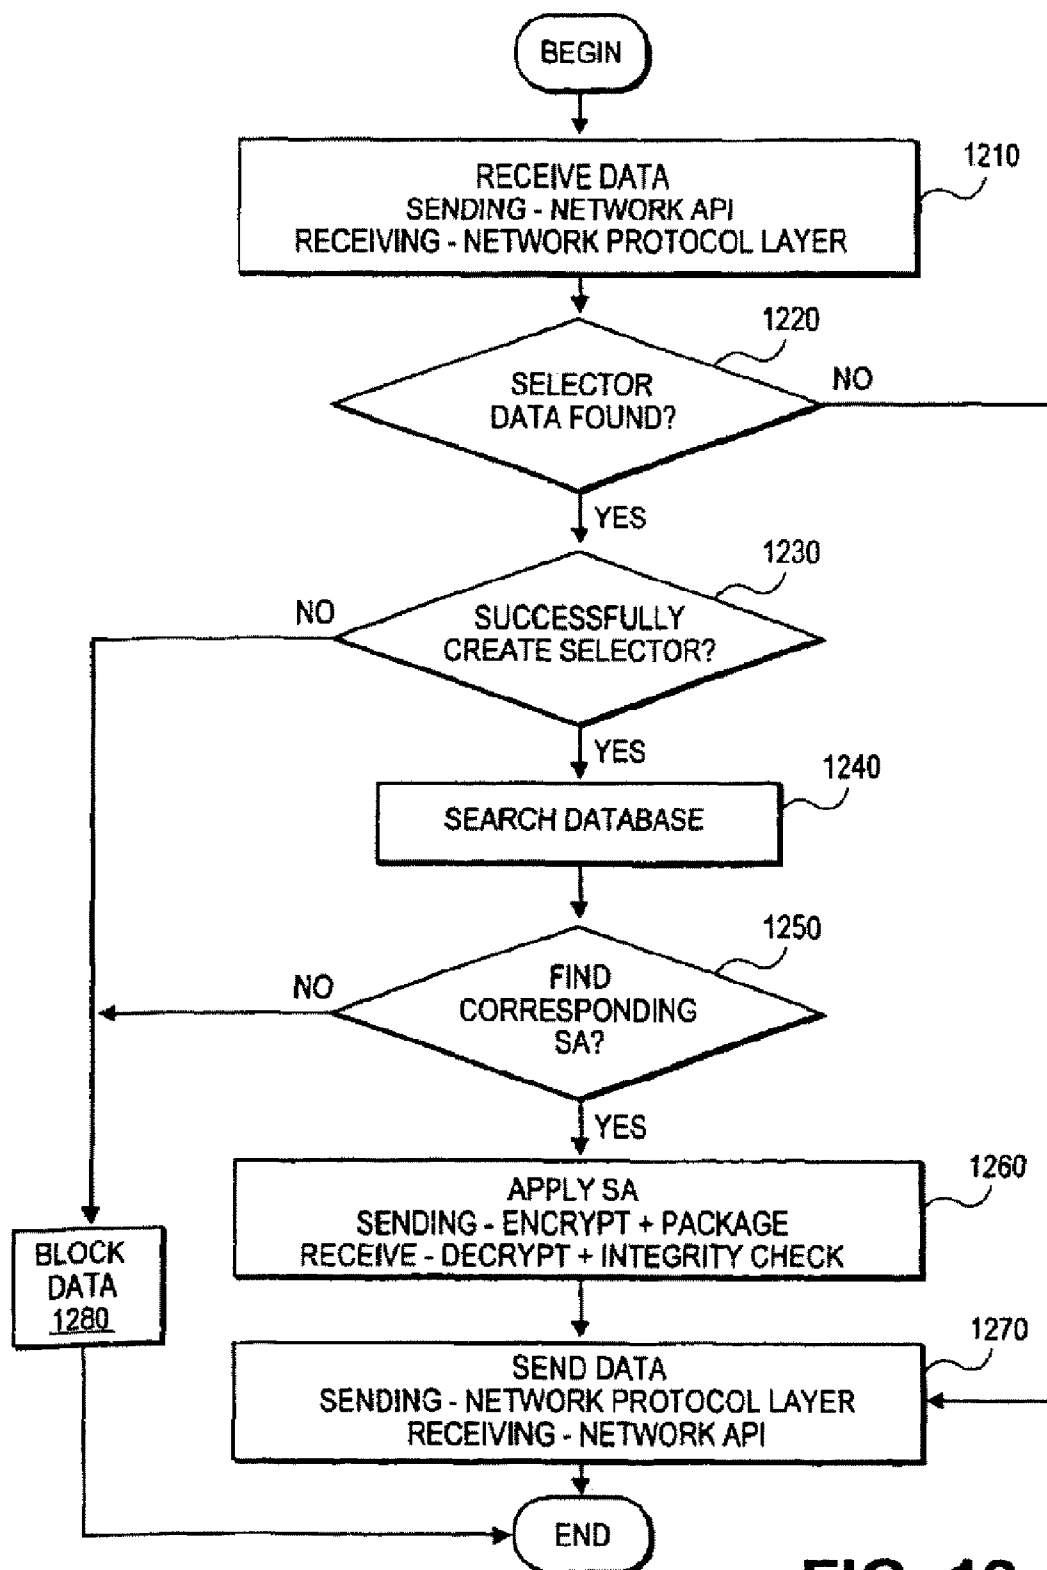 BEGIN
1210
RECEIVE DATA
SENDING - NETWORK API
RECEIVING - NETWORK PROTOCOL LAYER
1220
SELECTOR
DATA FOUND?
NO
YES
1230
NO
SUCCESSFULLY
CREATE SELECTOR?
YES
1240
SEARCH DATABASE
1250
NO
FIND
CORRESPONDING
SA?
YES
1260
APPLY SA
SENDING - ENCRYPT + PACKAGE
RECEIVE - DECRYPT + INTEGRITY CHECK
BLOCK
DATA
1280
1270
SEND DATA
SENDING - NETWORK PROTOCOL LAYER
RECEIVING - NETWORK API
END
FIG.